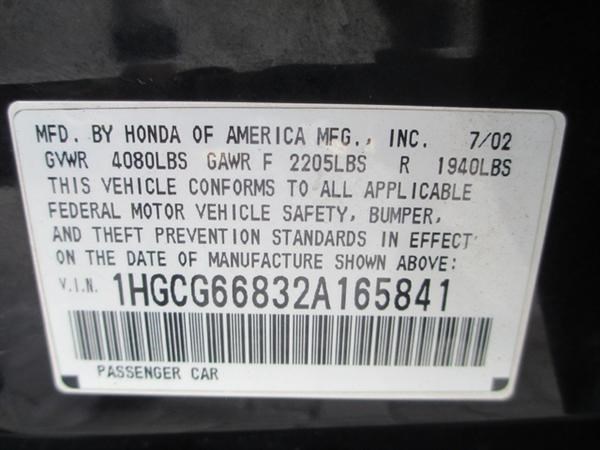 MFD. BY HONDA OF AMERICA MFG., INC. 7/02
GVWR 4080LBS GAWR F 2205LBS R 1940LBS
THIS VEHICLE CONFORMS TO ALL APPLICABLE
FEDERAL MOTOR VEHICLE SAFETY, BUMPER,
AND THEFT PREVENTION STANDARDS IN EFFECT
ON THE DATE OF MANUFACTURE SHOWN ABOVE:
V.I.N. 1HGCG66832A165841
PASSENGER CAR